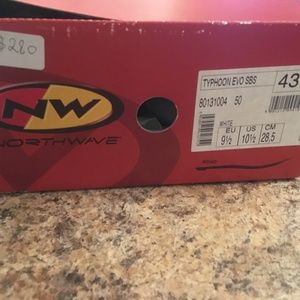 $280
NW
NORTHWAVE
TYPHOON EVO SBS
43
80131004 50
WHITE
EU US CM
9½ 10½ 28,5